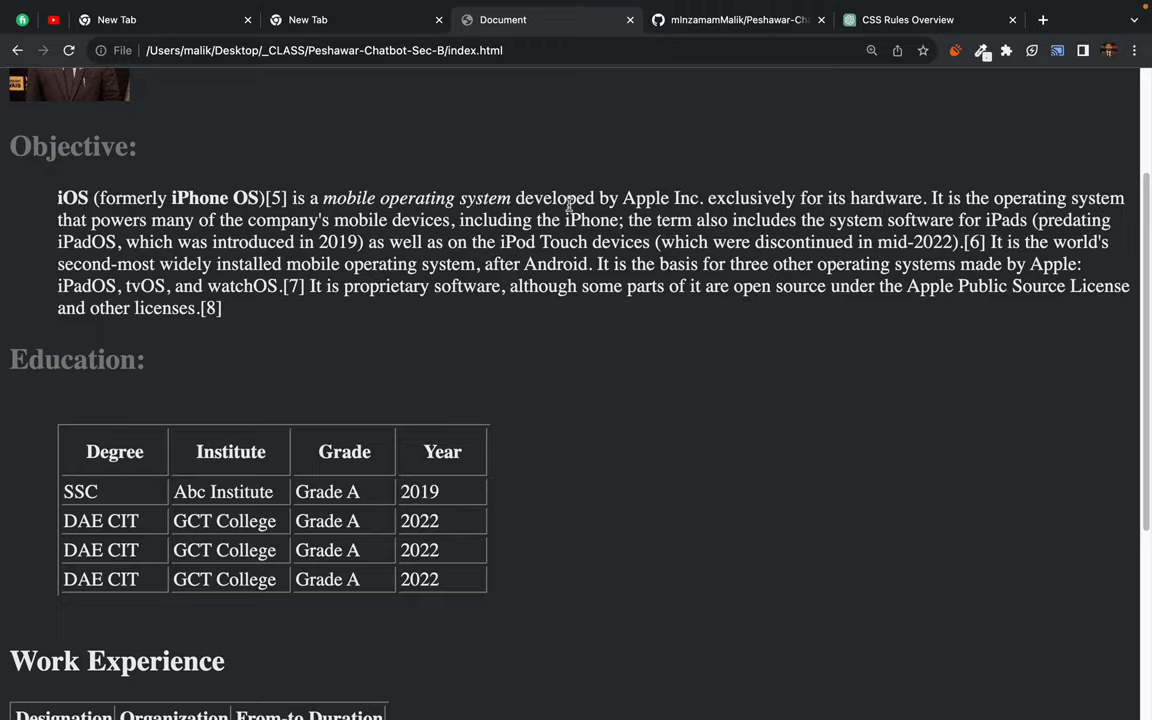 New Tab
New Tab
Document
mInzamamMalik/Peshawar-Ch
CSS Rules Overview
File
/Users/malik/Desktop/_CLASS/Peshawar-Chatbot-Sec-B/index.html
Objective:
iOS (formerly iPhone OS)[5] is a mobile operating system developed by Apple Inc. exclusively for its hardware. It is the operating system
that powers many of the company's mobile devices, including the iPhone; the term also includes the system software for iPads (predating
iPadOS, which was introduced in 2019) as well as on the iPod Touch devices (which were discontinued in mid-2022).[6] It is the world's
second-most widely installed mobile operating system, after Android. It is the basis for three other operating systems made by Apple:
iPadOS, tvOS, and watchOS.[7] It is proprietary software, although some parts of it are open source under the Apple Public Source License
and other licenses.[8]
Education:
Degree Institute Grade Year
SSC Abc Institute Grade A 2019
DAE CIT GCT College Grade A 2022
DAE CIT GCT College Grade A 2022
DAE CIT GCT College Grade A 2022
Work Experience
Designation Organization From-to Duration